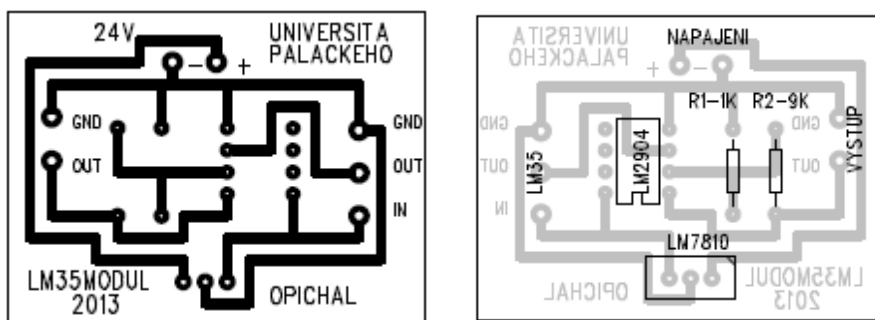 24V
UNIVERSITA
PALACKEHO
- +
GND
OUT
GND
OUT
IN
LM35MODUL
2013
OPICHAL
UNIVERSITA
PALACKEHO
NAPAJENI
+ -
R1-1K R2-9K
GND
OUT
IN
LM35
LM2904
GND
OUT
VYSTUP
LM7810
OPICHAL
LM35MODUL
2013